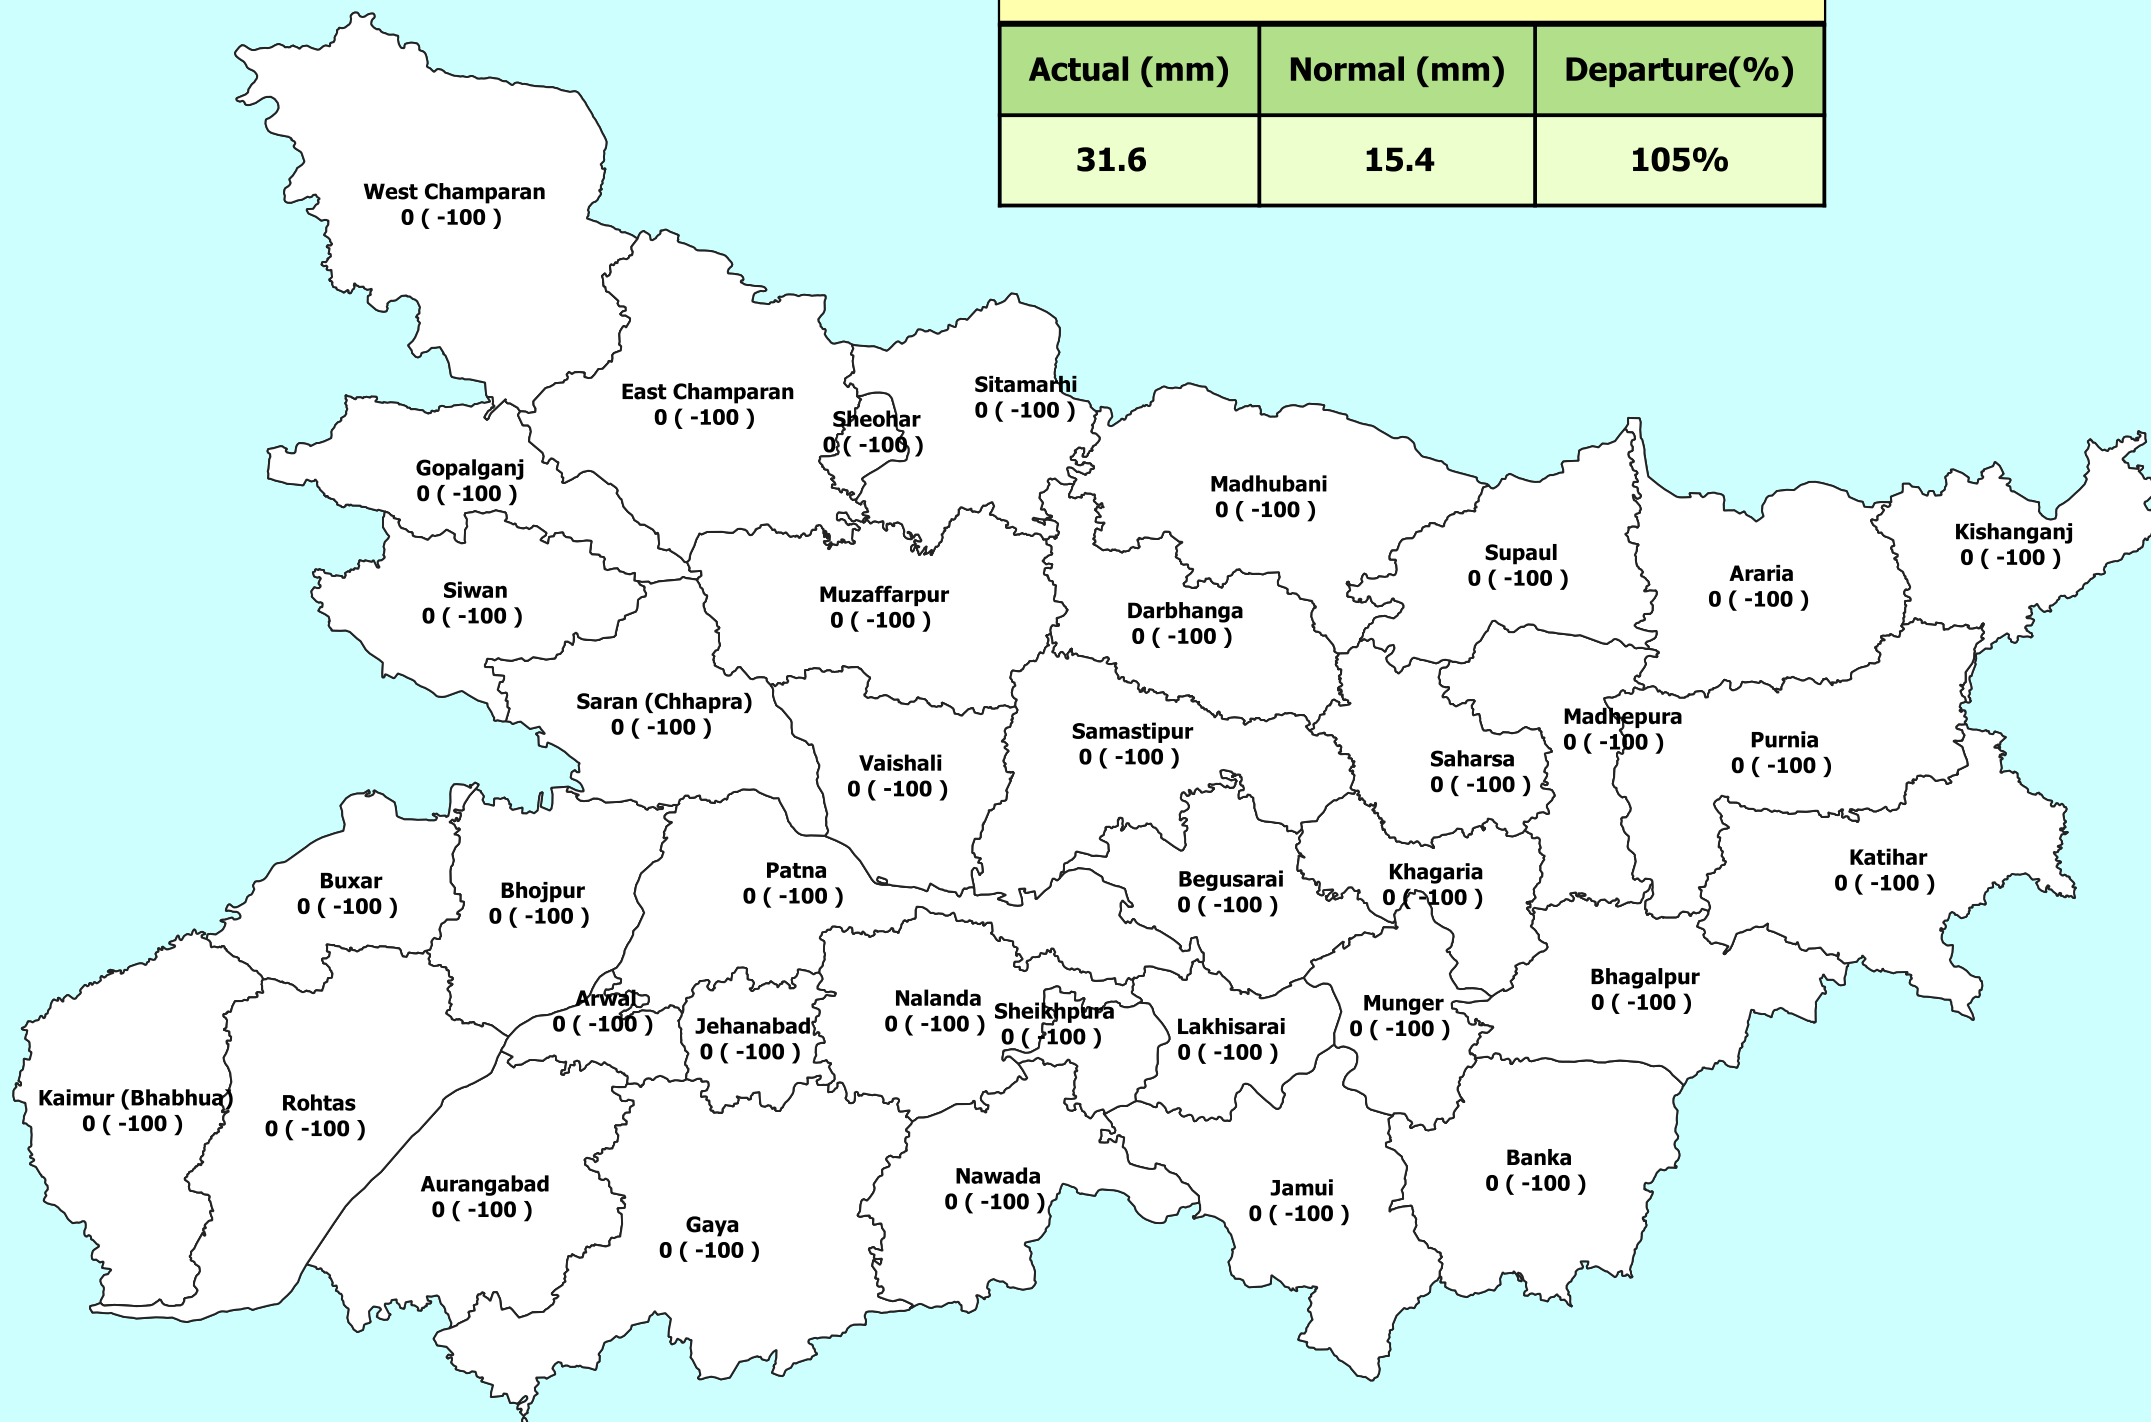 Actual (mm) Normal (mm) Departure(%)
31.6 15.4 105%
West Champaran
0 ( -100 )
East Champaran
0 ( -100 )
Sitamarhi
0 ( -100 )
Sheohar
0 ( -100 )
Gopalganj
0 ( -100 )
Madhubani
0 ( -100 )
Supaul
0 ( -100 )
Araria
0 ( -100 )
Kishanganj
0 ( -100 )
Siwan
0 ( -100 )
Muzaffarpur
0 ( -100 )
Darbhanga
0 ( -100 )
Saran (Chhapra)
0 ( -100 )
Vaishali
0 ( -100 )
Samastipur
0 ( -100 )
Saharsa
0 ( -100 )
Madhepura
0 ( -100 )
Purnia
0 ( -100 )
Katihar
0 ( -100 )
Buxar
0 ( -100 )
Bhojpur
0 ( -100 )
Patna
0 ( -100 )
Begusarai
0 ( -100 )
Khagaria
0 ( -100 )
Bhagalpur
0 ( -100 )
Arwal
0 ( -100 )
Jehanabad
0 ( -100 )
Nalanda
0 ( -100 )
Sheikhpura
0 ( -100 )
Lakhisarai
0 ( -100 )
Munger
0 ( -100 )
Kaimur (Bhabhua)
0 ( -100 )
Rohtas
0 ( -100 )
Aurangabad
0 ( -100 )
Gaya
0 ( -100 )
Nawada
0 ( -100 )
Jamui
0 ( -100 )
Banka
0 ( -100 )